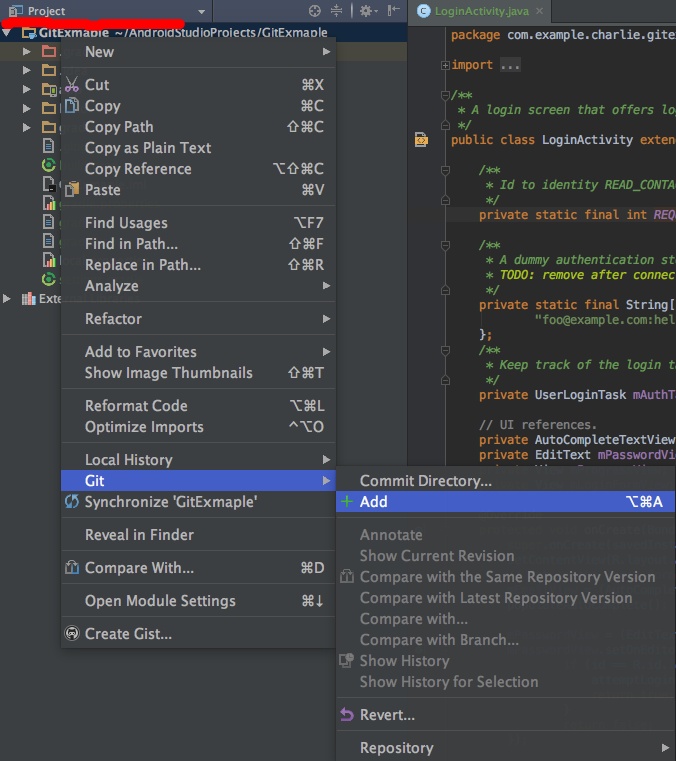 Project
LoginActivity.java
GitExmaple ~/AndroidStudioProjects/GitExmaple
package com.example.charlie.gite
New
import ...
/**
Cut ⌘X
* A login screen that offers lo
Copy ⌘C
*/
Copy Path ⇧⌘C
public class LoginActivity exten
Copy as Plain Text
Copy Reference ⌥⇧⌘C
/**
* Id to identity READ_CONTA
Paste ⌘V
*/
private static final int REQ
Find Usages ⌥F7
Find in Path... ⇧⌘F
/**
Replace in Path... ⇧⌘R
* A dummy authentication st
* TODO: remove after connec
Analyze
*/
private static final String[
Refactor
"foo@example.com:hel
};
Add to Favorites
/**
* Keep track of the login t
Show Image Thumbnails ⇧⌘T
*/
private UserLoginTask mAuthT
Reformat Code ⌥⌘L
Optimize Imports ^⌥O
// UI references.
private AutoCompleteTextView
Local History
private EditText mPasswordVi
Git
Commit Directory...
Synchronize 'GitExmaple'
Add ⌥⌘A
Reveal in Finder
Annotate
Show Current Revision
Compare With... ⌘D
Compare with the Same Repository Version
Open Module Settings ⌘↓
Compare with Latest Repository Version
Compare with...
Create Gist...
Compare with Branch...
Show History
Show History for Selection
Revert...
Repository